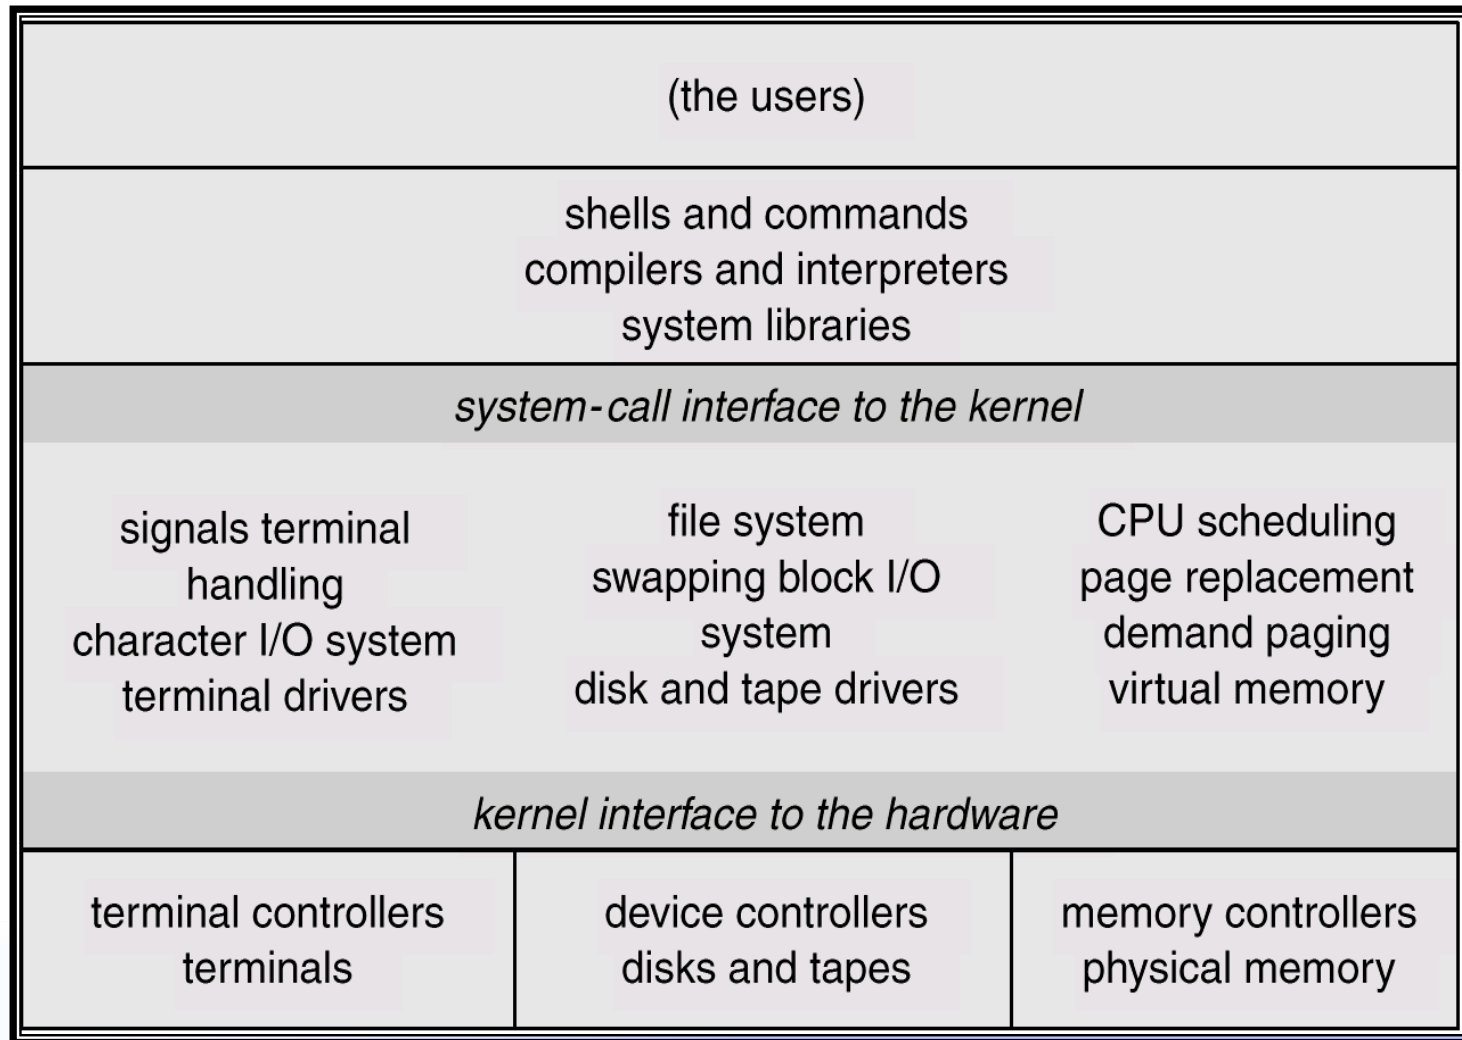 (the users)
shells and commands
compilers and interpreters
system libraries
system-call interface to the kernel
signals terminal
handling
character I/O system
terminal drivers
file system
swapping block I/O
system
disk and tape drivers
CPU scheduling
page replacement
demand paging
virtual memory
kernel interface to the hardware
terminal controllers
terminals
device controllers
disks and tapes
memory controllers
physical memory